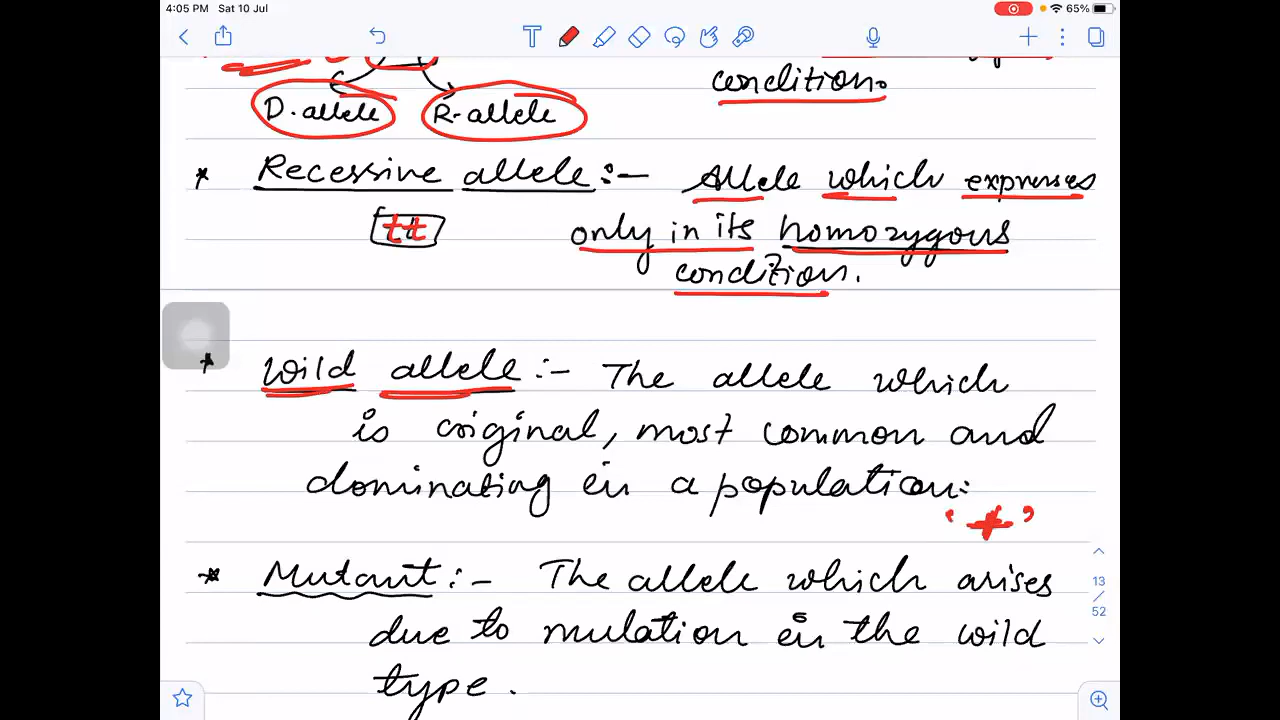 4:05 PM Sat 10 Jul
65%
condition.
D. allele R- allele
* Recessive allele:- Allele which expresses
tt only in its homozygous
condition.
* Wild allele:- The allele which
is original, most common and
dominating in a population:
'+'
* Mutant:- The allele which arises
due to mutation in the wild
type.
13
/
52